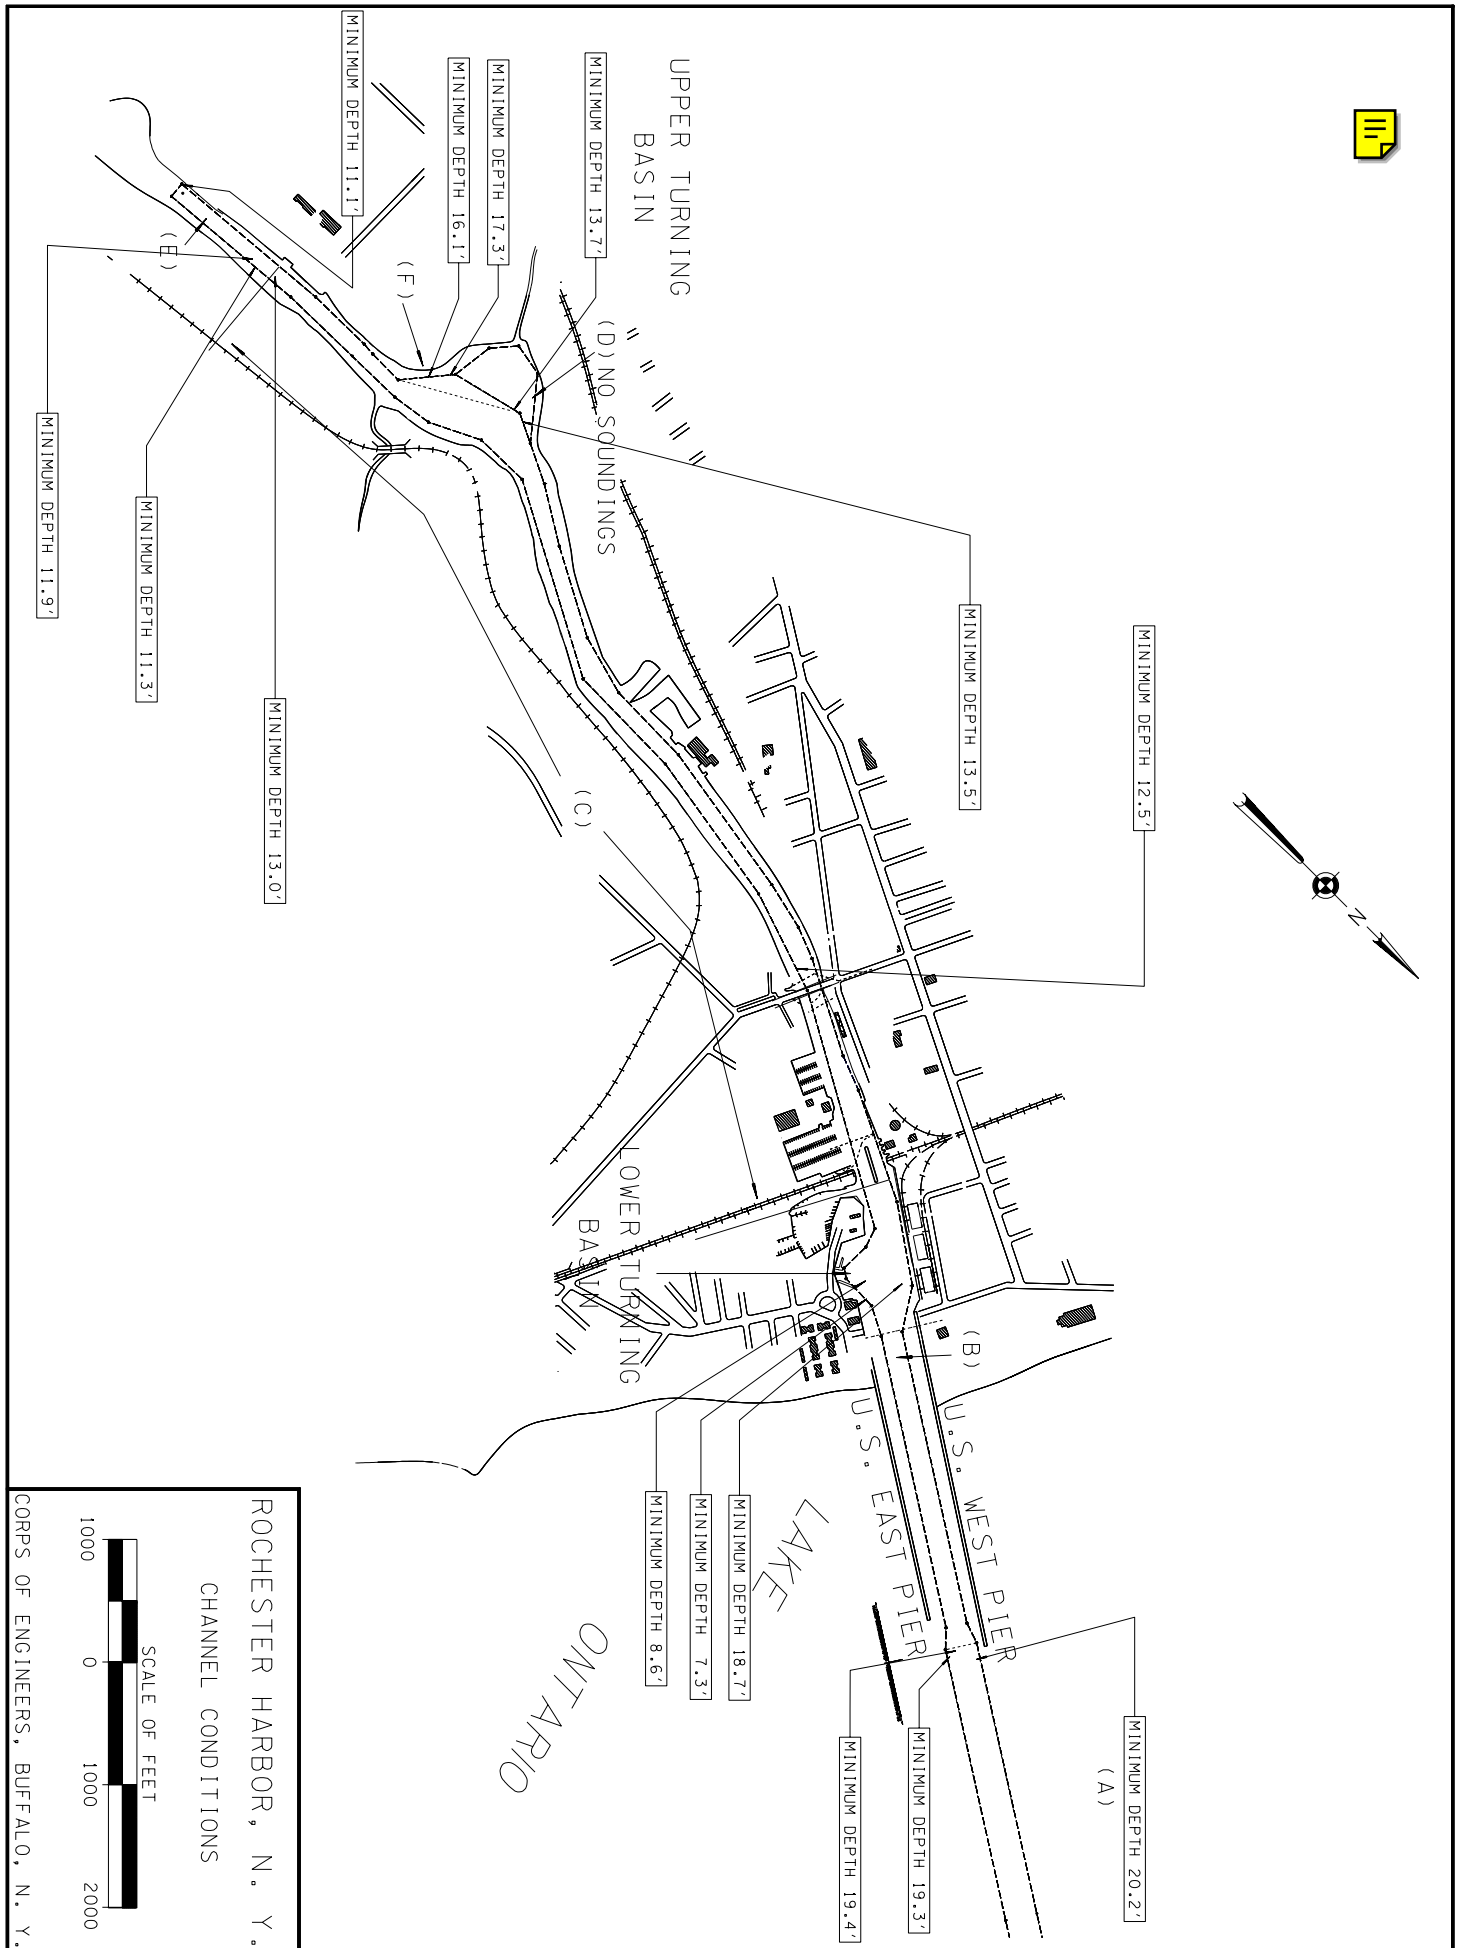 UPPER TURNING
BASIN
MINIMUM DEPTH 13.7'
MINIMUM DEPTH 17.3'
MINIMUM DEPTH 16.1'
MINIMUM DEPTH 11.1'
(D) NO SOUNDINGS
(F)
(E)
MINIMUM DEPTH 12.5'
MINIMUM DEPTH 13.5'
MINIMUM DEPTH 13.0'
MINIMUM DEPTH 11.3'
MINIMUM DEPTH 11.9'
(C)
N
LOWER TURNING
BASIN
(B)
U.S. WEST PIER
U.S. EAST PIER
LAKE
ONTARIO
MINIMUM DEPTH 18.7'
MINIMUM DEPTH 7.3'
MINIMUM DEPTH 8.6'
MINIMUM DEPTH 20.2'
(A)
MINIMUM DEPTH 19.3'
MINIMUM DEPTH 19.4'
ROCHESTER HARBOR, N. Y.
CHANNEL CONDITIONS
SCALE OF FEET
1000 0 1000 2000
CORPS OF ENGINEERS, BUFFALO, N. Y.